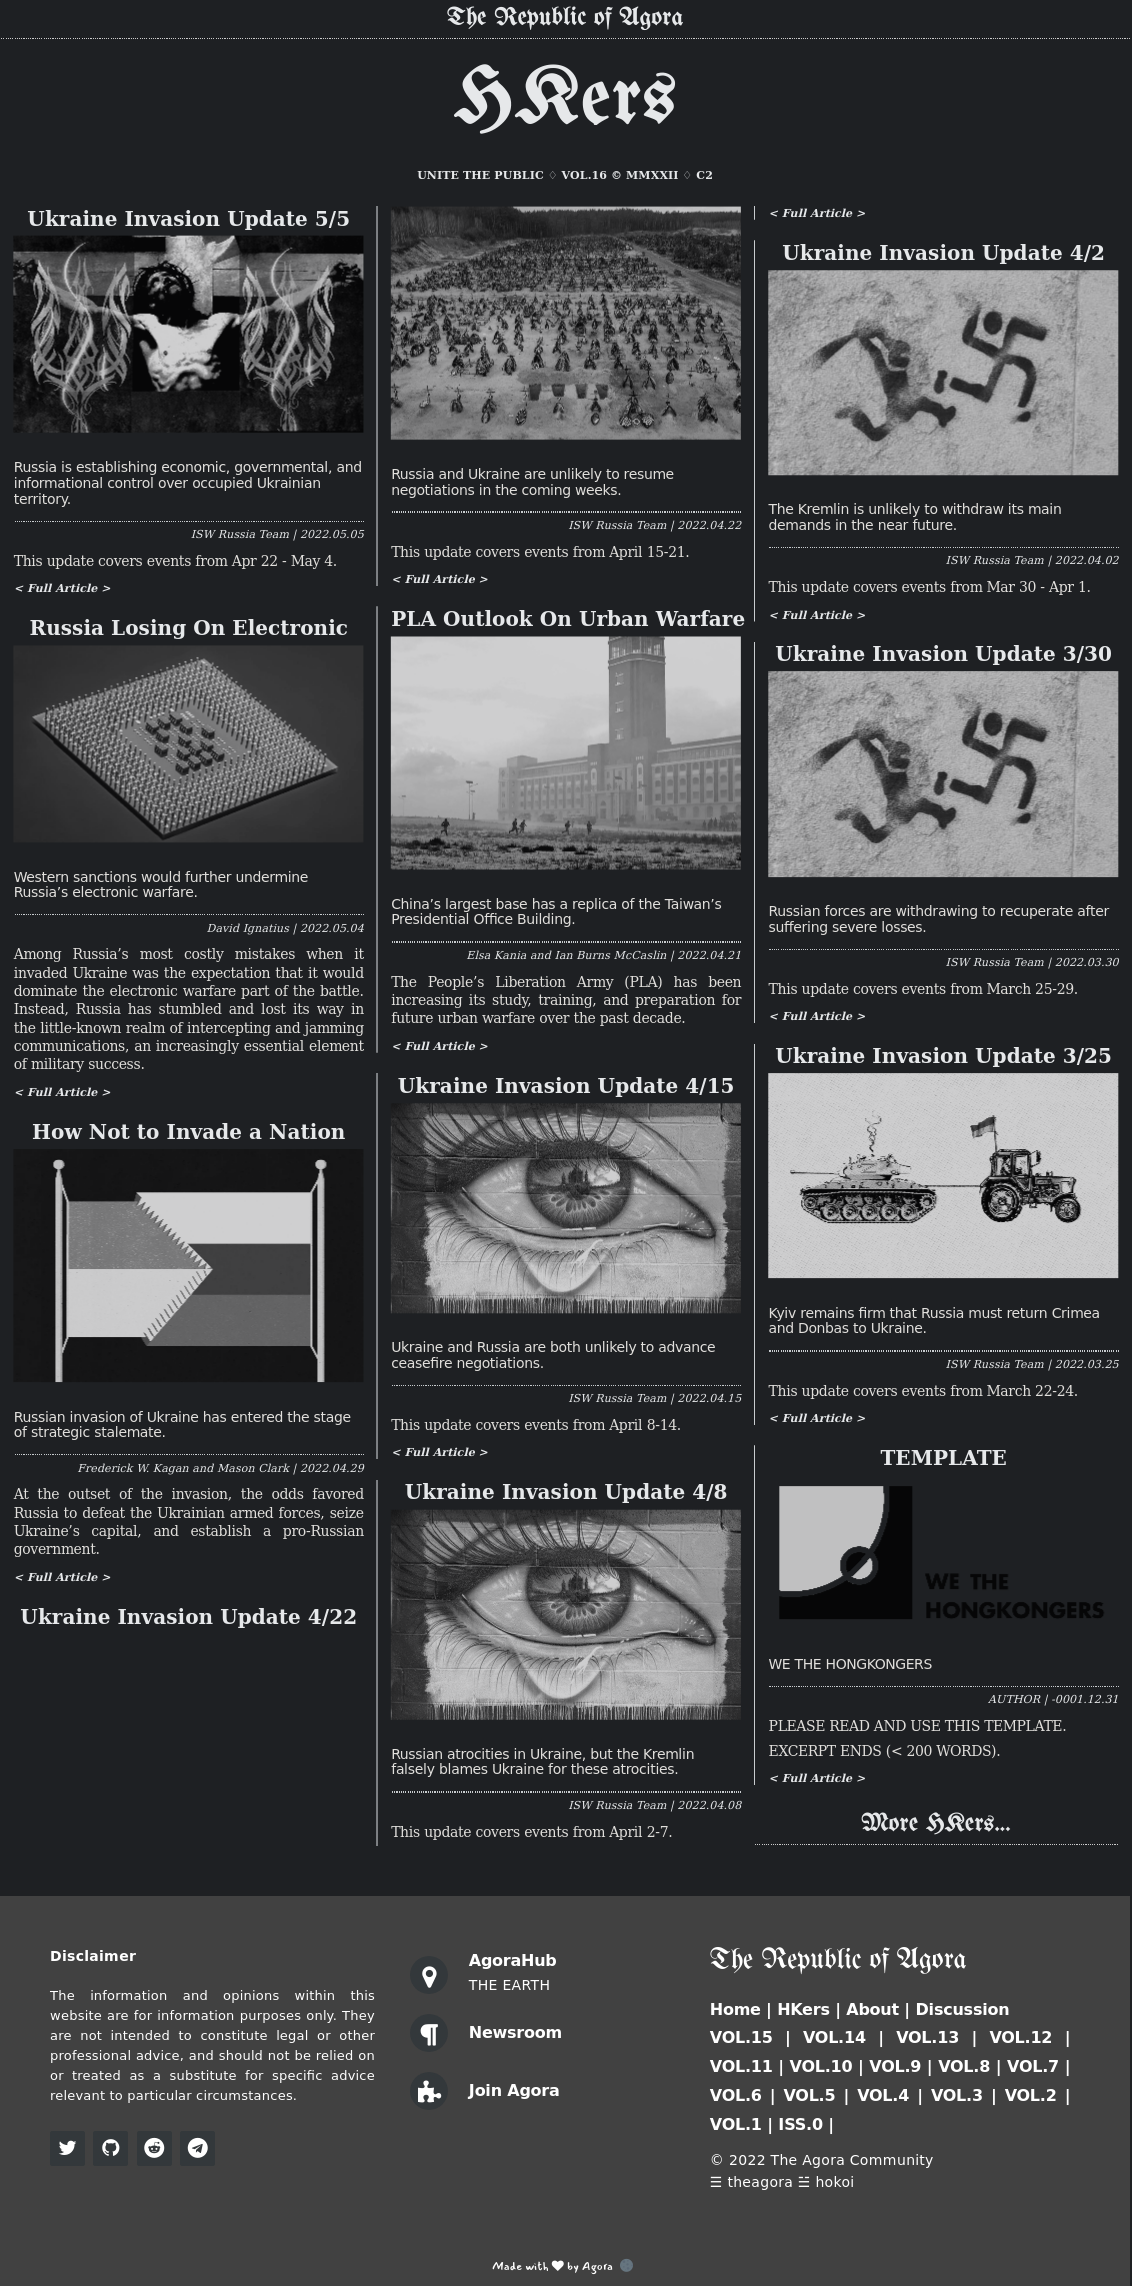 The Republic of Agora
HKers
UNITE THE PUBLIC ♢ VOL.16 © MMXXII ♢ C2
Ukraine Invasion Update 5/5
Russia is establishing economic, governmental, and
informational control over occupied Ukrainian
territory.
ISW Russia Team | 2022.05.05
This update covers events from Apr 22 - May 4.
< Full Article >
Russia Losing On Electronic
Western sanctions would further undermine
Russia’s electronic warfare.
David Ignatius | 2022.05.04
Among Russia’s most costly mistakes when it
invaded Ukraine was the expectation that it would
dominate the electronic warfare part of the battle.
Instead, Russia has stumbled and lost its way in
the little-known realm of intercepting and jamming
communications, an increasingly essential element
of military success.
< Full Article >
How Not to Invade a Nation
Russian invasion of Ukraine has entered the stage
of strategic stalemate.
Frederick W. Kagan and Mason Clark | 2022.04.29
At the outset of the invasion, the odds favored
Russia to defeat the Ukrainian armed forces, seize
Ukraine’s capital, and establish a pro-Russian
government.
< Full Article >
Ukraine Invasion Update 4/22
Russia and Ukraine are unlikely to resume
negotiations in the coming weeks.
ISW Russia Team | 2022.04.22
This update covers events from April 15-21.
< Full Article >
PLA Outlook On Urban Warfare
China’s largest base has a replica of the Taiwan’s
Presidential Office Building.
Elsa Kania and Ian Burns McCaslin | 2022.04.21
The People’s Liberation Army (PLA) has been
increasing its study, training, and preparation for
future urban warfare over the past decade.
< Full Article >
Ukraine Invasion Update 4/15
Ukraine and Russia are both unlikely to advance
ceasefire negotiations.
ISW Russia Team | 2022.04.15
This update covers events from April 8-14.
< Full Article >
Ukraine Invasion Update 4/8
Russian atrocities in Ukraine, but the Kremlin
falsely blames Ukraine for these atrocities.
ISW Russia Team | 2022.04.08
This update covers events from April 2-7.
< Full Article >
Ukraine Invasion Update 4/2
The Kremlin is unlikely to withdraw its main
demands in the near future.
ISW Russia Team | 2022.04.02
This update covers events from Mar 30 - Apr 1.
< Full Article >
Ukraine Invasion Update 3/30
Russian forces are withdrawing to recuperate after
suffering severe losses.
ISW Russia Team | 2022.03.30
This update covers events from March 25-29.
< Full Article >
Ukraine Invasion Update 3/25
Kyiv remains firm that Russia must return Crimea
and Donbas to Ukraine.
ISW Russia Team | 2022.03.25
This update covers events from March 22-24.
< Full Article >
TEMPLATE
WE THE
HONGKONGERS
WE THE HONGKONGERS
AUTHOR | -0001.12.31
PLEASE READ AND USE THIS TEMPLATE.
EXCERPT ENDS (< 200 WORDS).
< Full Article >
More HKers...
Disclaimer
The information and opinions within this
website are for information purposes only. They
are not intended to constitute legal or other
professional advice, and should not be relied on
or treated as a substitute for specific advice
relevant to particular circumstances.
AgoraHub
THE EARTH
Newsroom
Join Agora
The Republic of Agora
Home | HKers | About | Discussion
VOL.15 | VOL.14 | VOL.13 | VOL.12 |
VOL.11 | VOL.10 | VOL.9 | VOL.8 | VOL.7 |
VOL.6 | VOL.5 | VOL.4 | VOL.3 | VOL.2 |
VOL.1 | ISS.0 |
© 2022 The Agora Community
☰ theagora ☱ hokoi
Made with ♥ by Agora